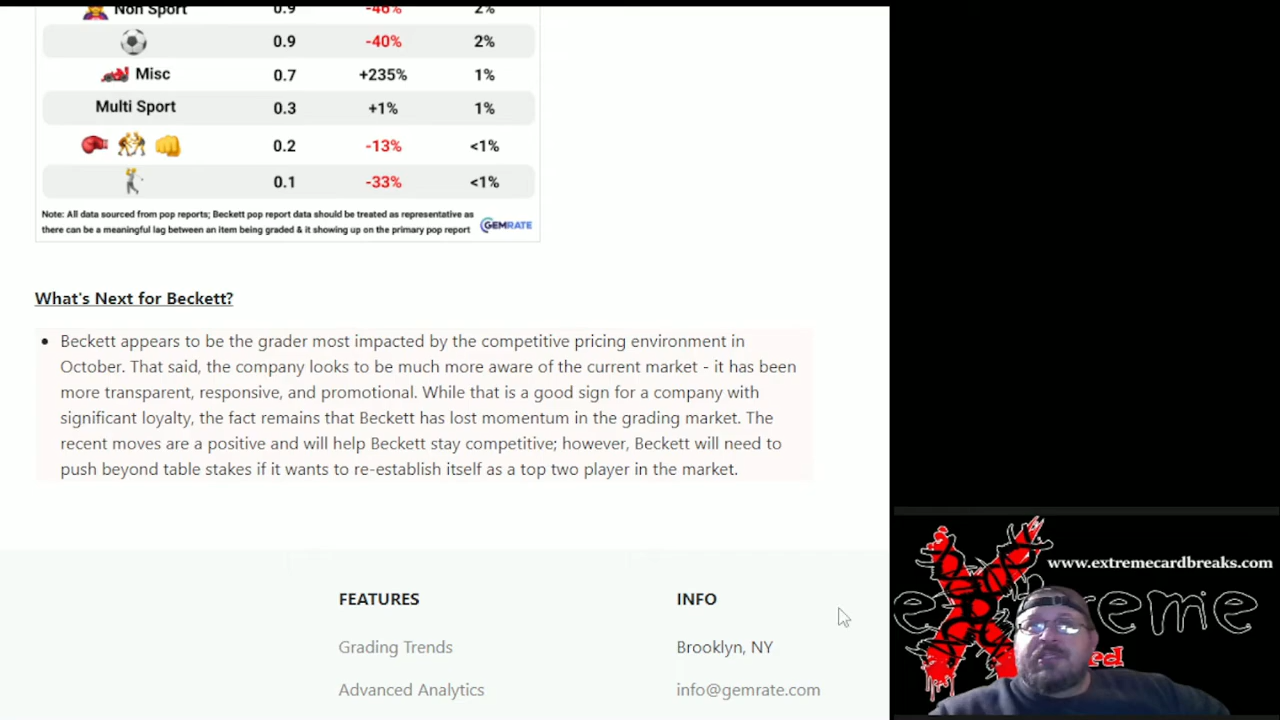 Non Sport 0.9 -46% 2%
0.9 -40% 2%
Misc 0.7 +235% 1%
Multi Sport 0.3 +1% 1%
0.2 -13% <1%
0.1 -33% <1%
Note: All data sourced from pop reports; Beckett pop report data should be treated as representative as
there can be a meaningful lag between an item being graded & it showing up on the primary pop report
GEMRATE
What's Next for Beckett?
Beckett appears to be the grader most impacted by the competitive pricing environment in
October. That said, the company looks to be much more aware of the current market - it has been
more transparent, responsive, and promotional. While that is a good sign for a company with
significant loyalty, the fact remains that Beckett has lost momentum in the grading market. The
recent moves are a positive and will help Beckett stay competitive; however, Beckett will need to
push beyond table stakes if it wants to re-establish itself as a top two player in the market.
FEATURES
Grading Trends
Advanced Analytics
INFO
Brooklyn, NY
info@gemrate.com
www.extremecardbreaks.com